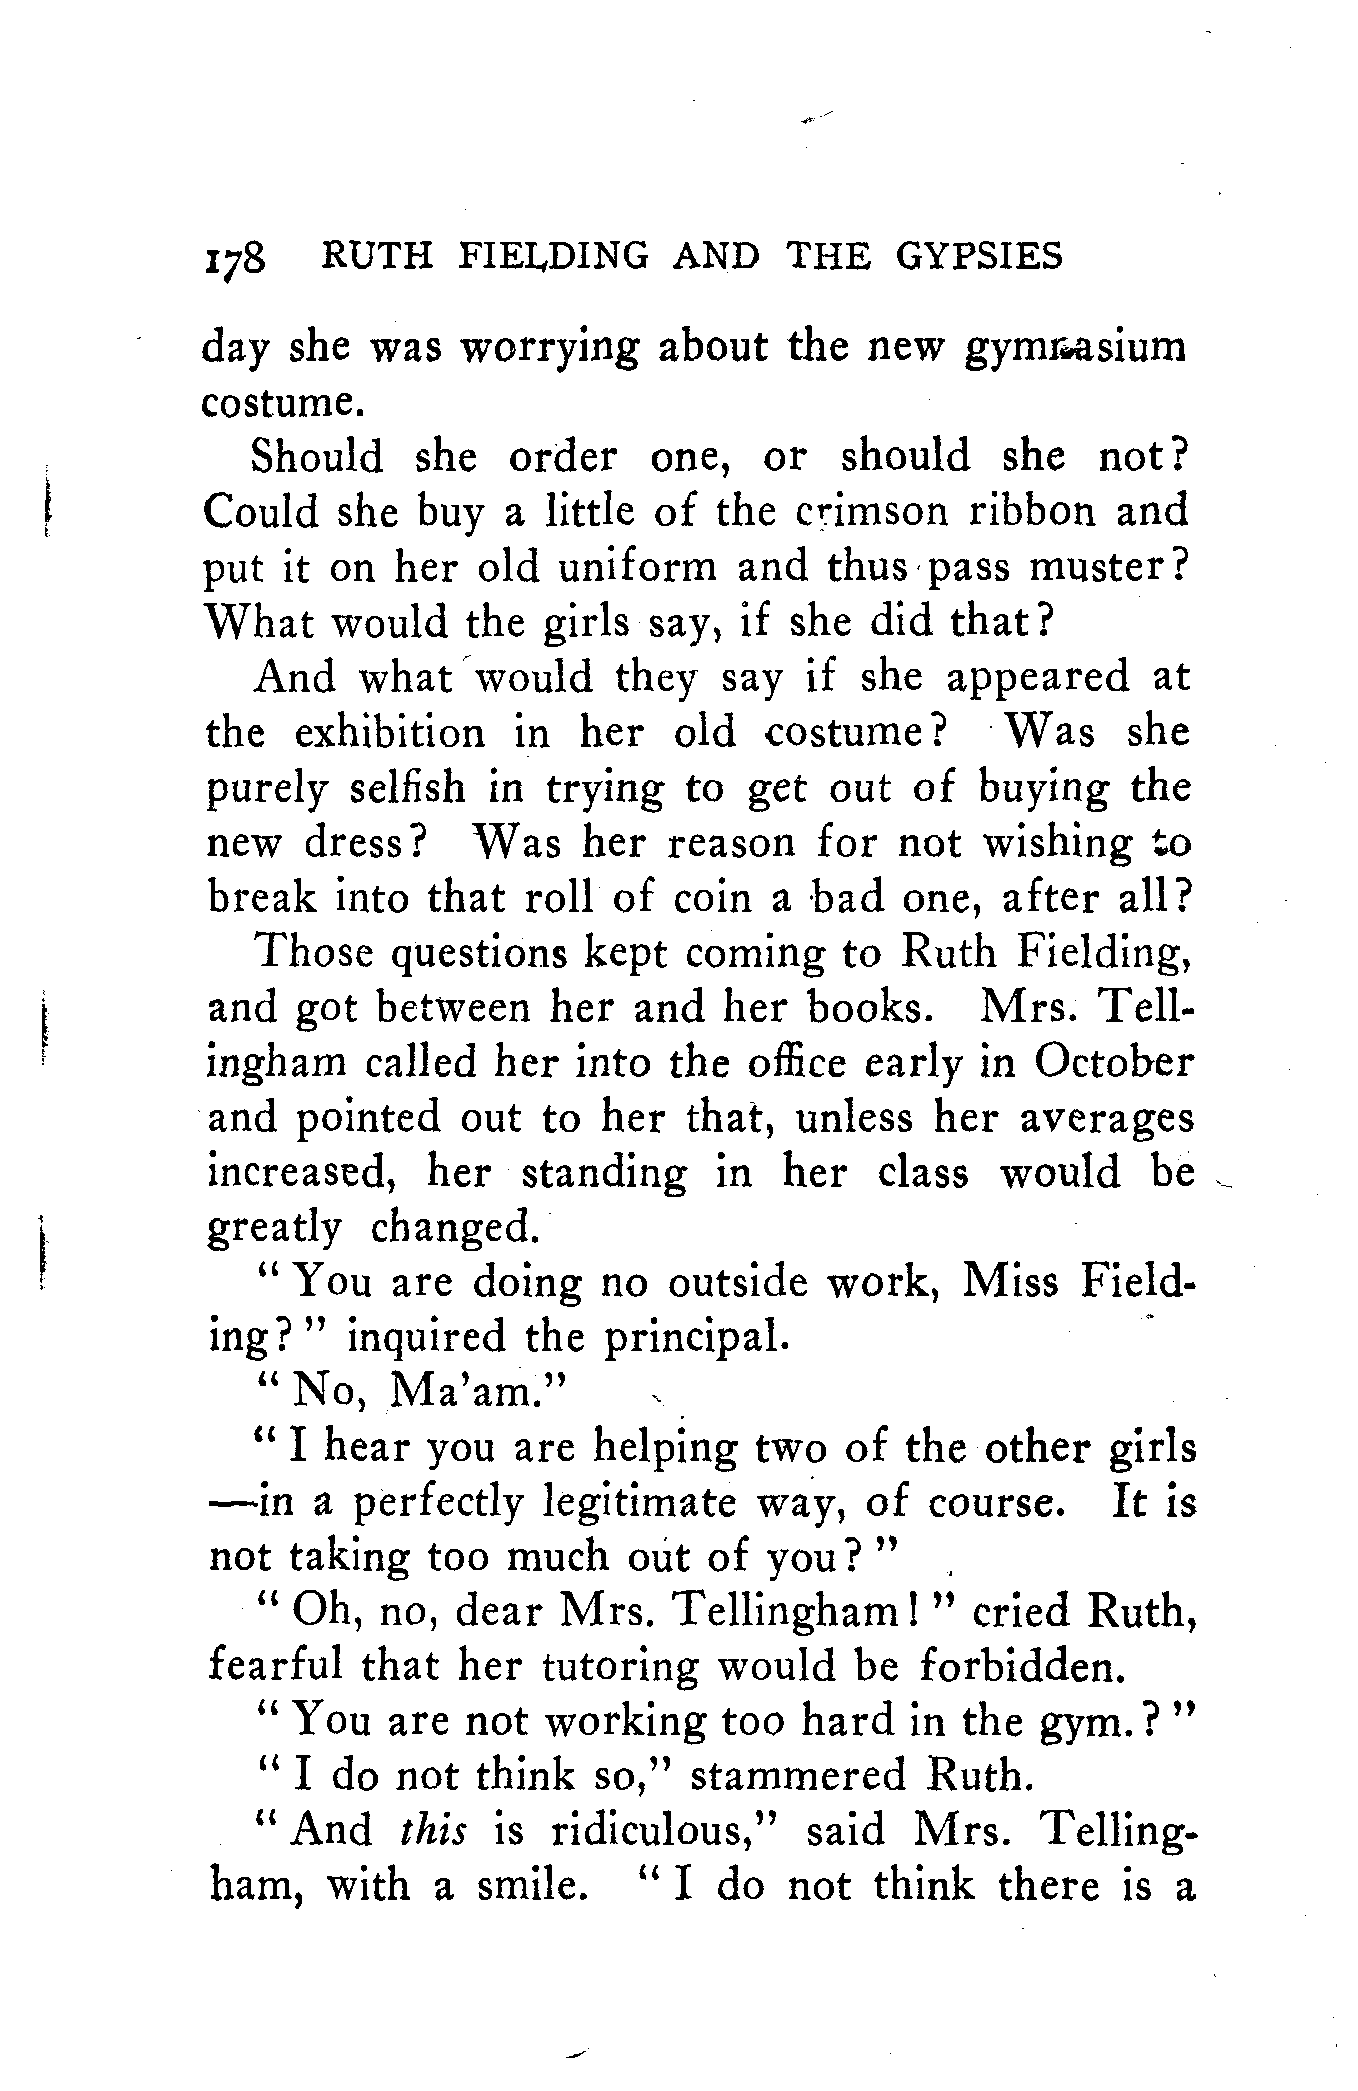 178 RUTH FIELDING AND THE GYPSIES
day she was worrying about the new gymnasium
costume.
Should she order one, or should she not?
Could she buy a little of the crimson ribbon and
put it on her old uniform and thus pass muster?
What would the girls say, if she did that?
And what would they say if she appeared at
the exhibition in her old costume? Was she
purely selfish in trying to get out of buying the
new dress? Was her reason for not wishing to
break into that roll of coin a bad one, after all?
Those questions kept coming to Ruth Fielding,
and got between her and her books. Mrs. Tell-
ingham called her into the office early in October
and pointed out to her that, unless her averages
increased, her standing in her class would be
greatly changed.
" You are doing no outside work, Miss Field-
ing? " inquired the principal.
" No, Ma'am."
" I hear you are helping two of the other girls
—in a perfectly legitimate way, of course. It is
not taking too much out of you? "
" Oh, no, dear Mrs. Tellingham! " cried Ruth,
fearful that her tutoring would be forbidden.
" You are not working too hard in the gym.? "
" I do not think so," stammered Ruth.
" And this is ridiculous," said Mrs. Telling-
ham, with a smile. " I do not think there is a